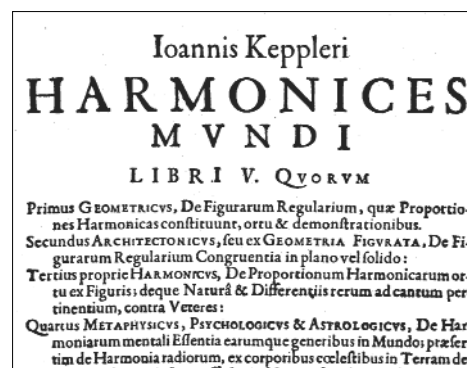 Ioannis Keppleri
HARMONICES
MVNDI
LIBRI V. QVORVM
Primus GEOMETRICVS, De Figurarum Regularium, quæ Proportio-
nes Harmonicas constituunt, ortu & demonstrationibus.
Secundus ARCHITECTONICVS, seu ex GEOMETRIA FIGVRATA, De Fi-
gurarum Regularium Congruentia in plano vel solido:
Tertius proprie HARMONICVS, De Proportionum Harmonicarum or-
tu ex Figuris; deque Naturâ & Differentiis rerum ad cantum per-
tinentium, contra Veteres:
Quartus METAPHYSICVS, PSYCHOLOGICVS & ASTROLOGICVS, De Har-
moniarum mentali Essentia earumque generibus in Mundo; præser-
tim de Harmonia radiorum, ex corporibus cœlestibus in Terram de-